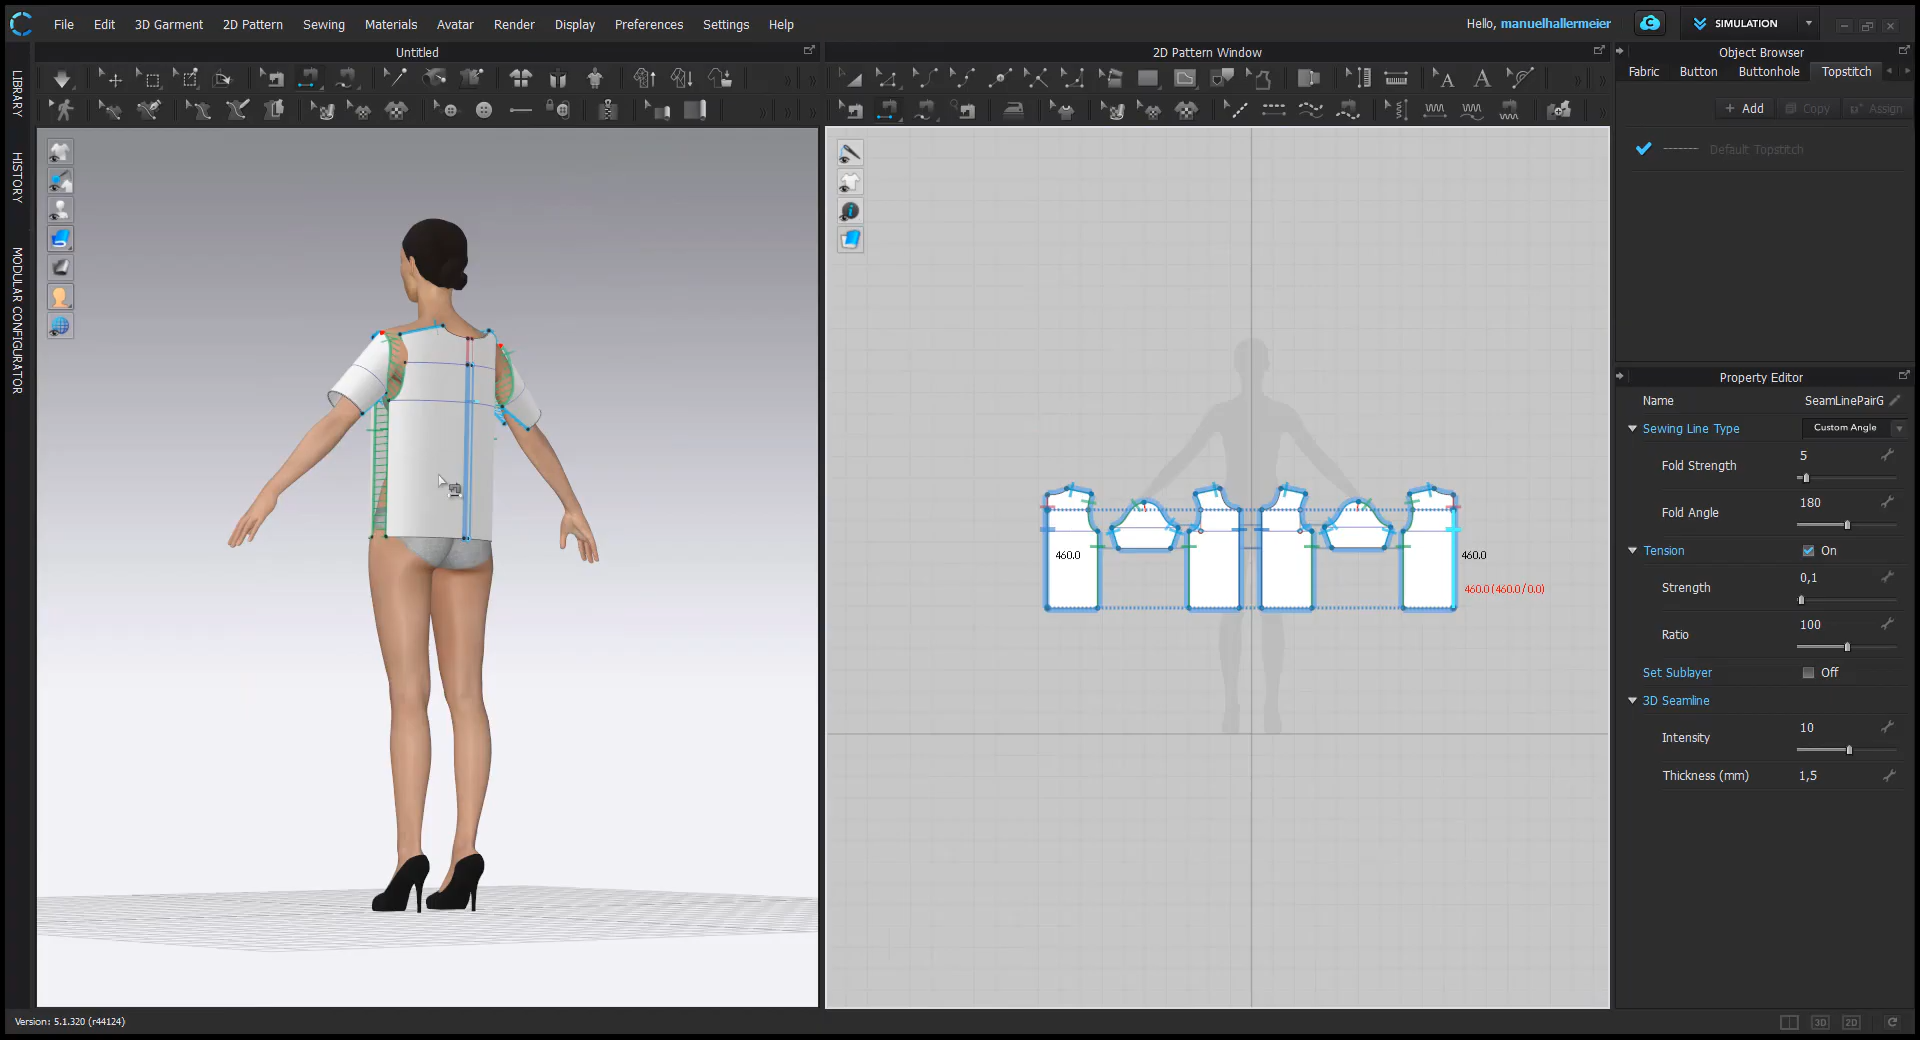 File Edit 3D Garment 2D Pattern Sewing Materials Avatar Render Display Preferences Settings Help
Hello, manuelhallermeier
SIMULATION
Untitled
2D Pattern Window
Object Browser
Fabric Button Buttonhole Topstitch
+ Add Copy Assign
Default Topstitch
LIBRARY
HISTORY
MODULAR CONFIGURATOR
460.0
460.0
460.0 (460.0 / 0.0)
Property Editor
Name SeamLinePairG
Sewing Line Type Custom Angle
Fold Strength 5
Fold Angle 180
Tension On
Strength 0,1
Ratio 100
Set Sublayer Off
3D Seamline
Intensity 10
Thickness (mm) 1,5
Version: 5.1.320 (r44124)
3D 2D